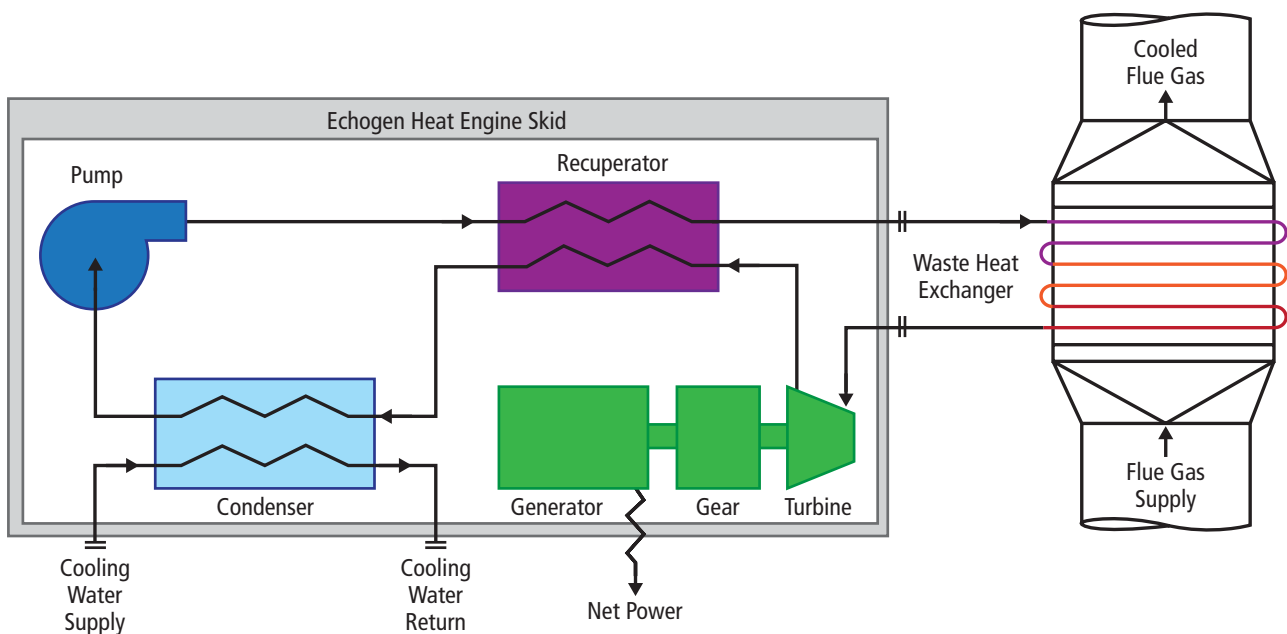 Cooled
Flue Gas
Echogen Heat Engine Skid
Recuperator
Pump
Waste Heat
Exchanger
Condenser
Generator
Gear
Turbine
Flue Gas
Supply
Cooling
Water
Supply
Cooling
Water
Return
Net Power